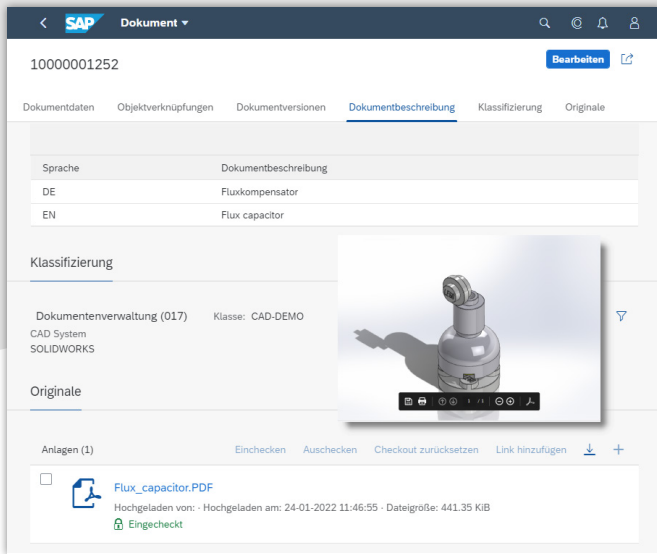 SAP Dokument
10000001252
Bearbeiten
Dokumentdaten Objektverknüpfungen Dokumentversionen Dokumentbeschreibung Klassifizierung Originale
Sprache Dokumentbeschreibung
DE Fluxkompensator
EN Flux capacitor
Klassifizierung
Dokumentenverwaltung (017) Klasse: CAD-DEMO
CAD System
SOLIDWORKS
1 / 1
Originale
Anlagen (1) Einchecken Auschecken Checkout zurücksetzen Link hinzufügen
Flux_capacitor.PDF
Hochgeladen von: · Hochgeladen am: 24-01-2022 11:46:55 · Dateigröße: 441.35 KiB
Eingecheckt